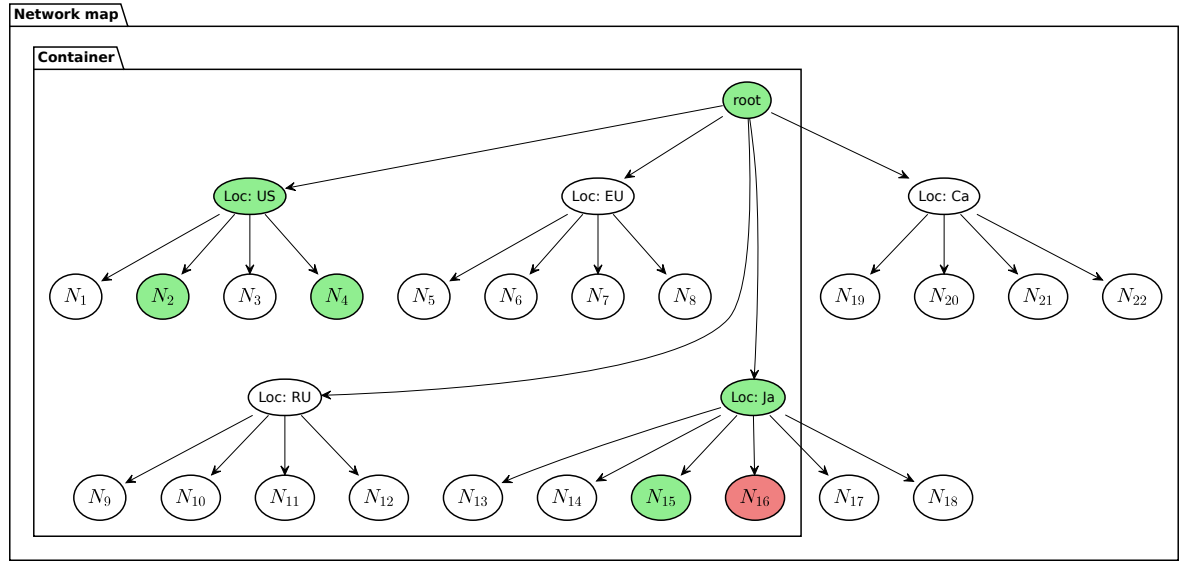 Network map
Container
root
Loc: US
Loc: EU
Loc: Ca
N₁
N₂
N₃
N₄
N₅
N₆
N₇
N₈
N₁₉
N₂₀
N₂₁
N₂₂
Loc: RU
Loc: Ja
N₉
N₁₀
N₁₁
N₁₂
N₁₃
N₁₄
N₁₅
N₁₆
N₁₇
N₁₈